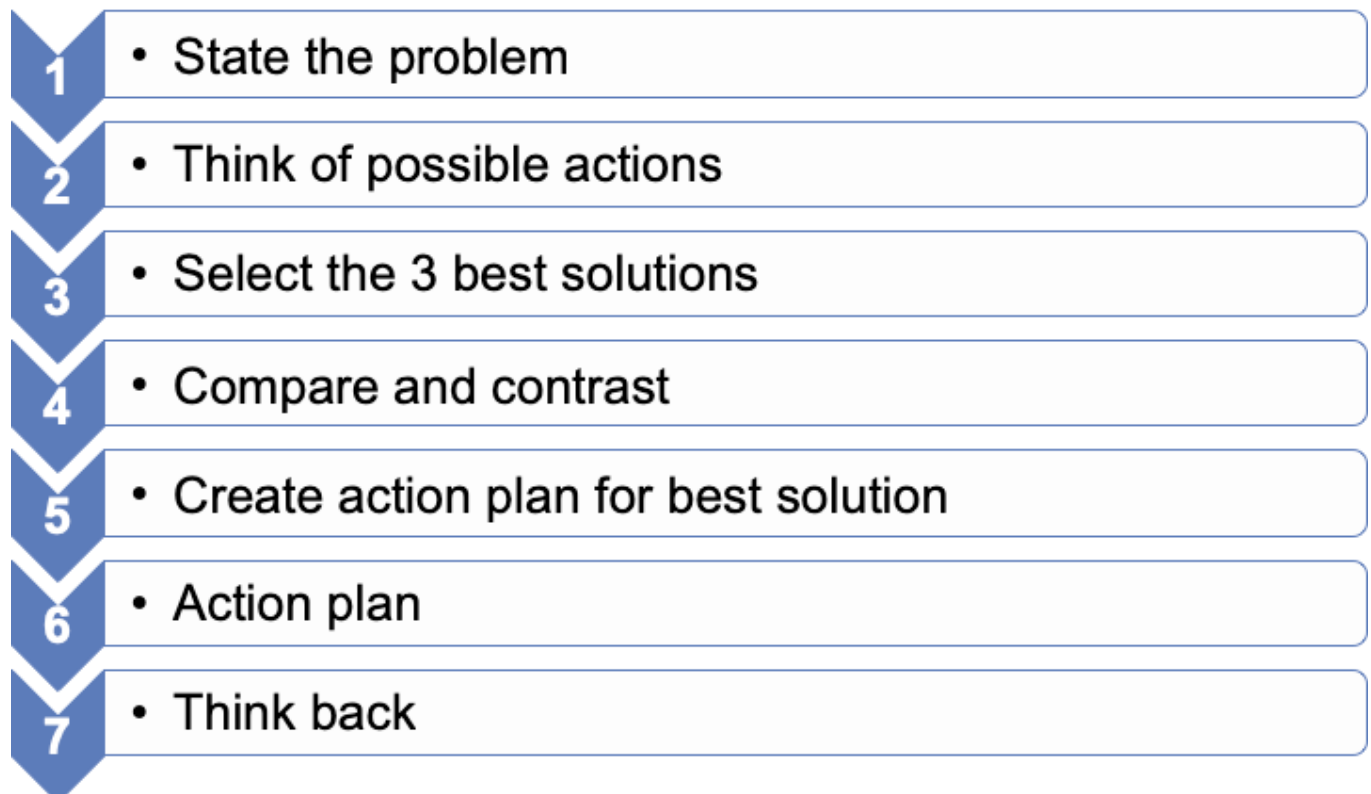 1 • State the problem
2 • Think of possible actions
3 • Select the 3 best solutions
4 • Compare and contrast
5 • Create action plan for best solution
6 • Action plan
7 • Think back